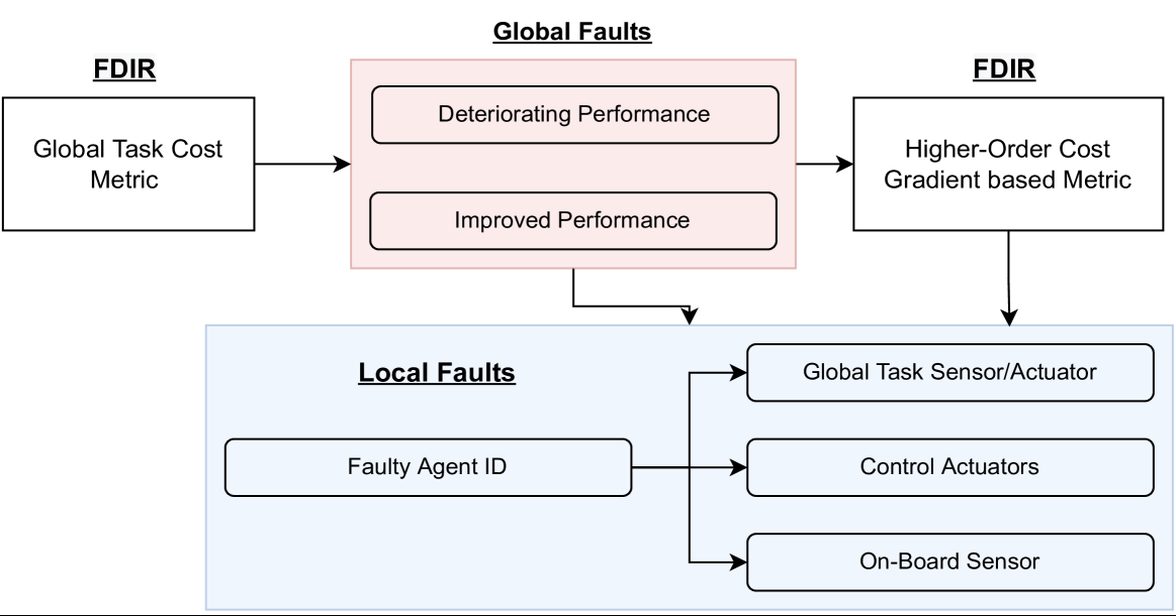 Global Faults
FDIR
FDIR
Deteriorating Performance
Global Task Cost
Metric
Higher-Order Cost
Gradient based Metric
Improved Performance
Local Faults
Global Task Sensor/Actuator
Faulty Agent ID
Control Actuators
On-Board Sensor